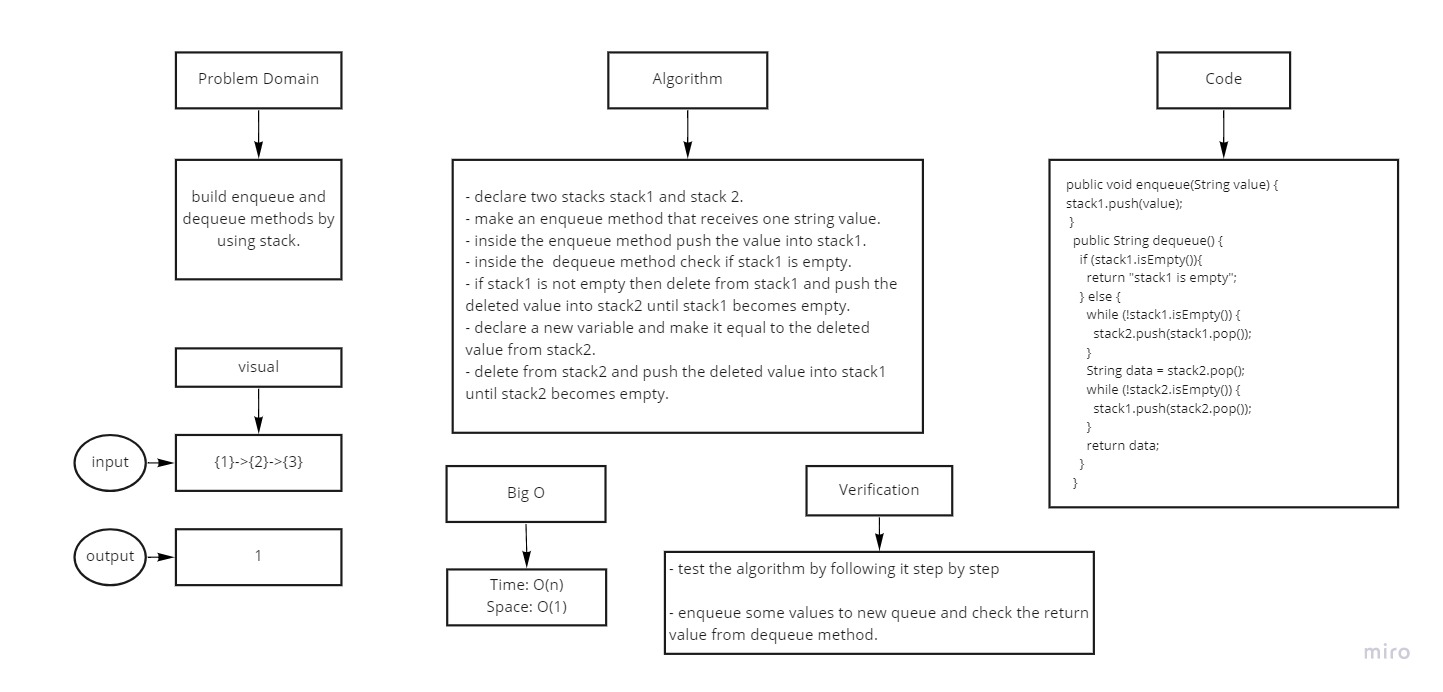 Problem Domain
build enqueue and
dequeue methods by
using stack.
visual
input
{1}->{2}->{3}
output
1
Algorithm
- declare two stacks stack1 and stack 2.
- make an enqueue method that receives one string value.
- inside the enqueue method push the value into stack1.
- inside the  dequeue method check if stack1 is empty.
- if stack1 is not empty then delete from stack1 and push the
deleted value into stack2 until stack1 becomes empty.
- declare a new variable and make it equal to the deleted
value from stack2.
- delete from stack2 and push the deleted value into stack1
until stack2 becomes empty.
Big O
Time: O(n)
Space: O(1)
Verification
- test the algorithm by following it step by step
- enqueue some values to new queue and check the return
value from dequeue method.
Code
public void enqueue(String value) {
stack1.push(value);
}
public String dequeue() {
if (stack1.isEmpty()){
return "stack1 is empty";
} else {
while (!stack1.isEmpty()) {
stack2.push(stack1.pop());
}
String data = stack2.pop();
while (!stack2.isEmpty()) {
stack1.push(stack2.pop());
}
return data;
}
}
miro